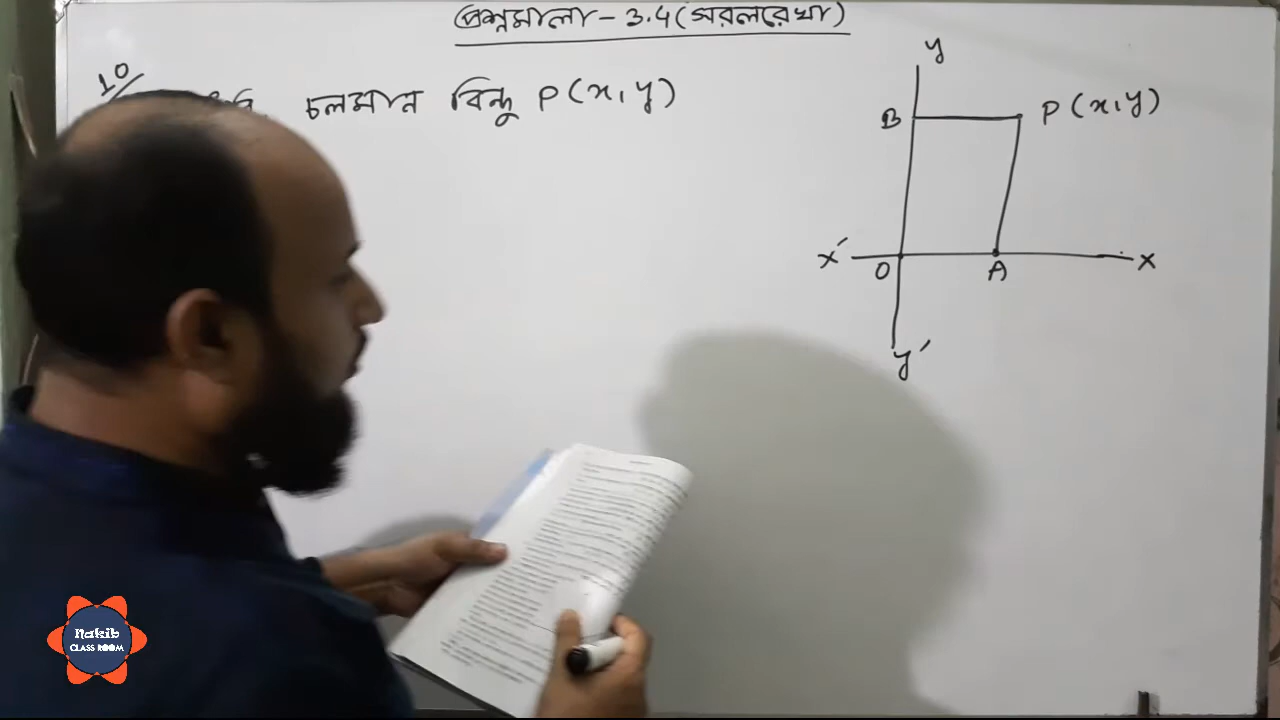 প্রশ্নমালা - 3.4 (সরলরেখা)
10
চলমান বিন্দু P(x, y)
y
B
P(x, y)
x′
O
A
x
y′
Nakib
CLASS ROOM